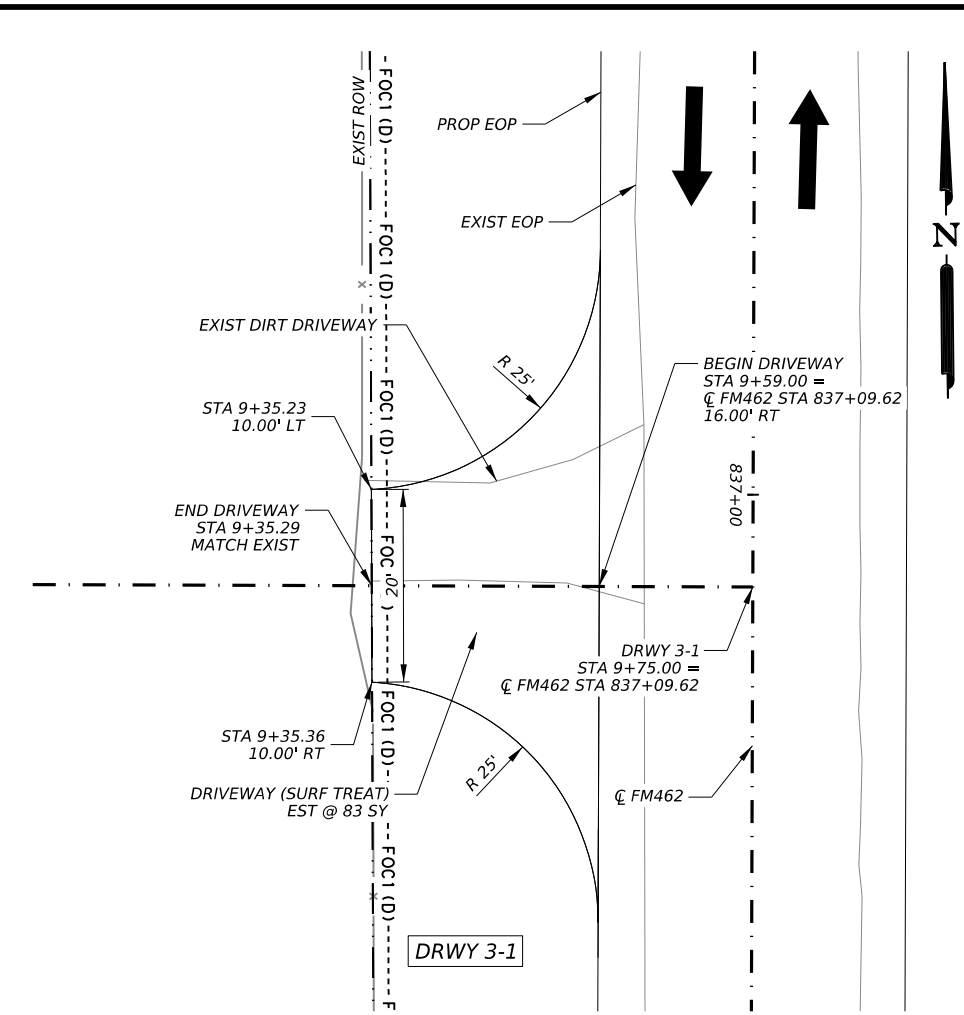 FOC1 (D)
EXIST ROW
PROP EOP
N
EXIST EOP
FOC1 (D)
EXIST DIRT DRIVEWAY
R 25'
BEGIN DRIVEWAY
STA 9+59.00 =
℄ FM462 STA 837+09.62
16.00' RT
STA 9+35.23
10.00' LT
FOC1 (D)
837+00
END DRIVEWAY
STA 9+35.29
MATCH EXIST
FOC
20'
)
DRWY 3-1
STA 9+75.00 =
℄ FM462 STA 837+09.62
STA 9+35.36
10.00' RT
FOC1 (D)
R 25'
DRIVEWAY (SURF TREAT)
EST @ 83 SY
℄ FM462
FOC1 (D)
DRWY 3-1
F